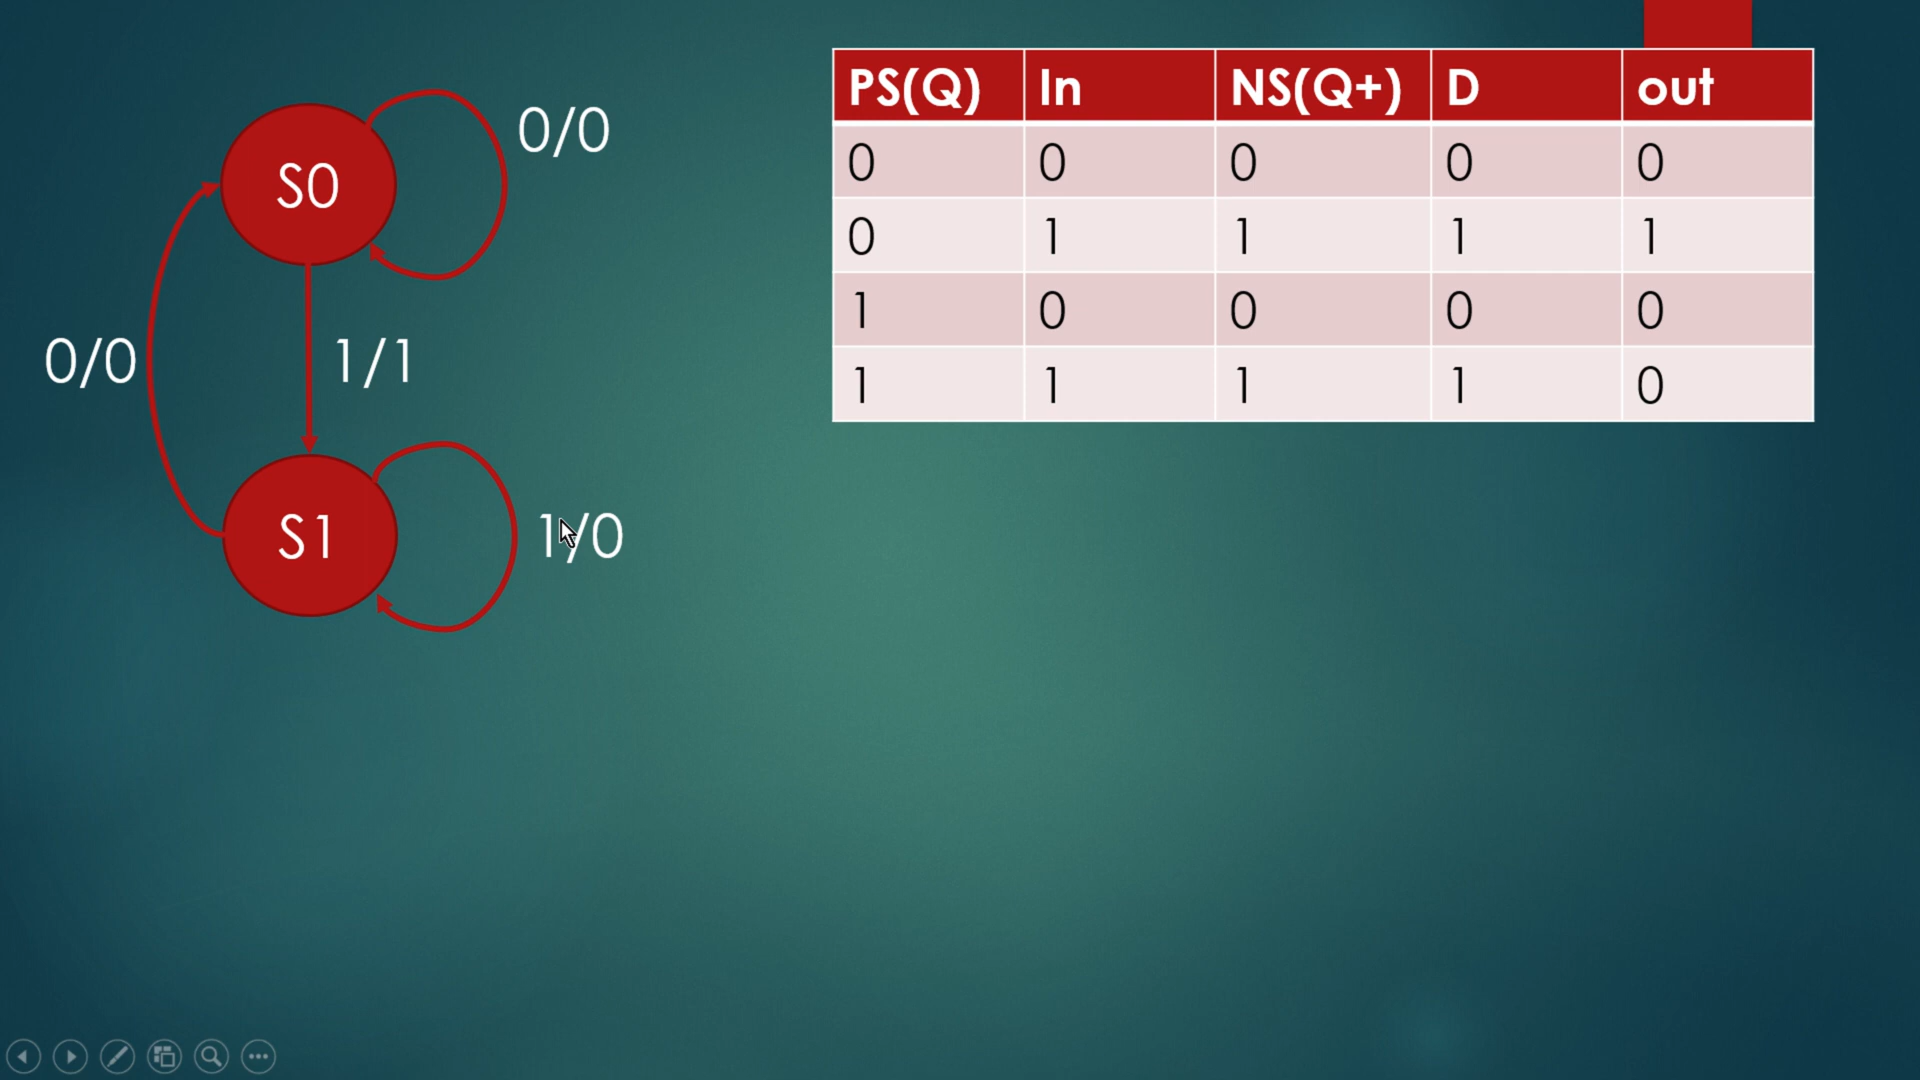 S0
0/0
0/0
1/1
S1
1/0
PS(Q) In NS(Q+) D out
0 0 0 0 0
0 1 1 1 1
1 0 0 0 0
1 1 1 1 0